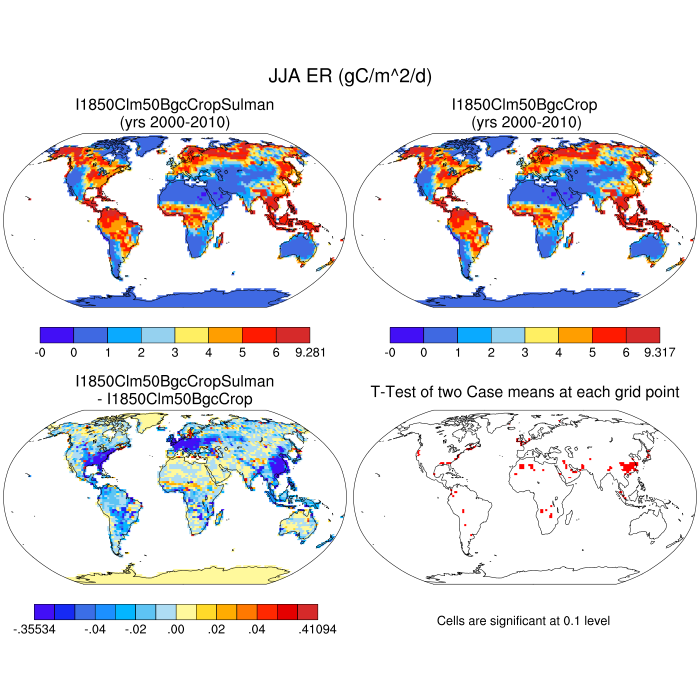 JJA ER (gC/m^2/d)
I1850Clm50BgcCropSulman
(yrs 2000-2010)
I1850Clm50BgcCrop
(yrs 2000-2010)
-0 0 1 2 3 4 5 6 9.281
-0 0 1 2 3 4 5 6 9.317
I1850Clm50BgcCropSulman
- I1850Clm50BgcCrop
T-Test of two Case means at each grid point
-.35534 -.04 -.02 .00 .02 .04 .41094
Cells are significant at 0.1 level